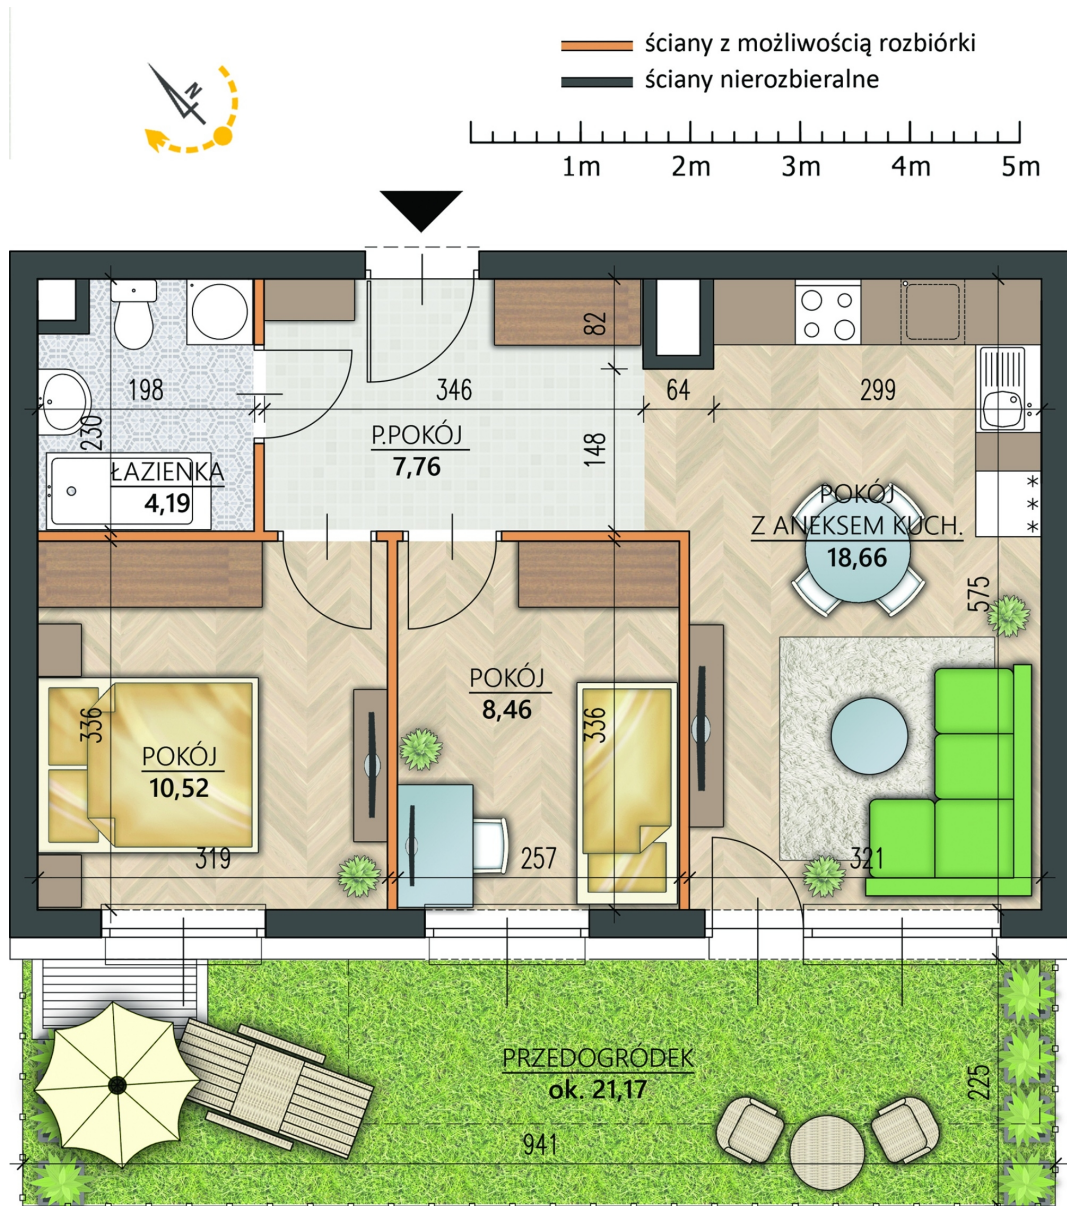 ściany z możliwością rozbiórki
ściany nierozbieralne
N
1m 2m 3m 4m 5m
82
198
346
64
299
230
P.POKÓJ
7,76
148
ŁAZIENKA
4,19
POKÓJ
Z ANEKSEM KUCH.
18,66
575
POKÓJ
8,46
336
336
POKÓJ
10,52
319
257
321
PRZEDOGRÓDEK
ok. 21,17
225
941